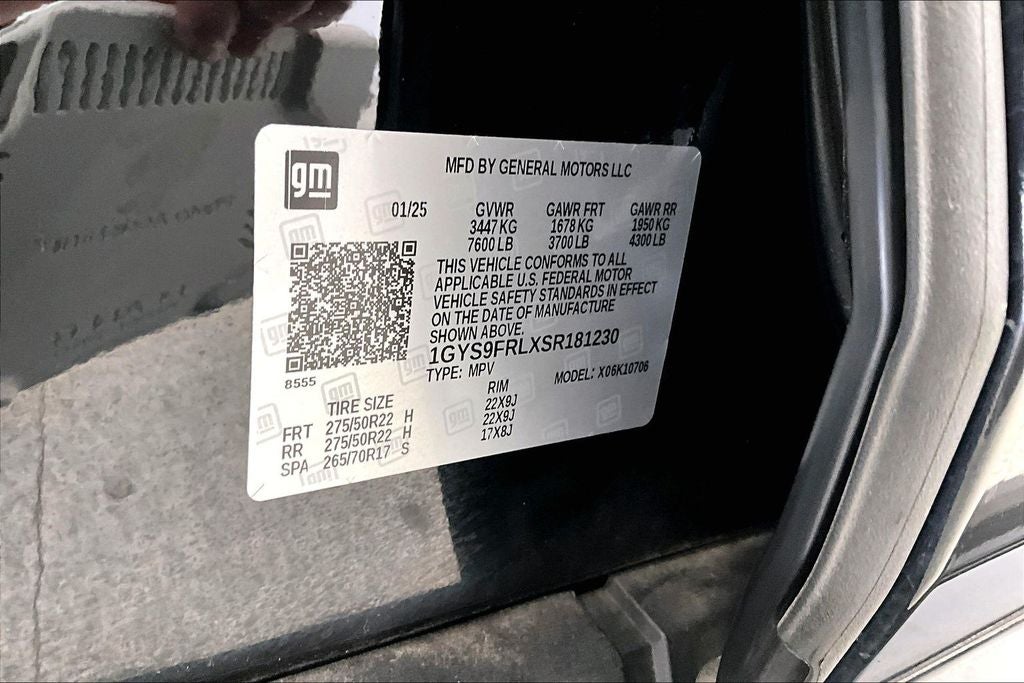 gm
MFD BY GENERAL MOTORS LLC
01/25 GVWR GAWR FRT GAWR RR
3447 KG 1678 KG 1950 KG
7600 LB 3700 LB 4300 LB
THIS VEHICLE CONFORMS TO ALL
APPLICABLE U.S. FEDERAL MOTOR
VEHICLE SAFETY STANDARDS IN EFFECT
ON THE DATE OF MANUFACTURE
SHOWN ABOVE.
1GYS9FRLXSR181230
8555
TYPE: MPV MODEL: X06K10706
TIRE SIZE RIM
FRT 275/50R22 H 22X9J
RR 275/50R22 H 22X9J
SPA 265/70R17 S 17X8J